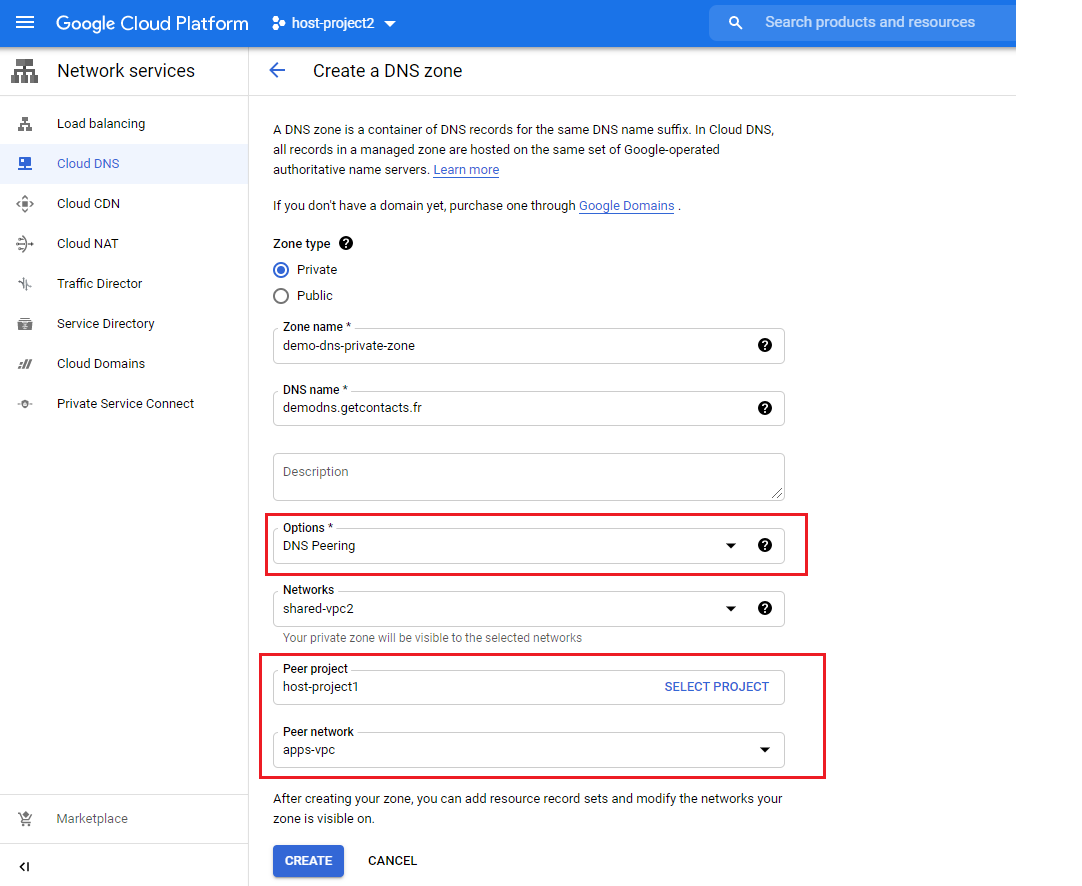 Google Cloud Platform
host-project2
Search products and resources
Network services
Create a DNS zone
Load balancing
Cloud DNS
Cloud CDN
Cloud NAT
Traffic Director
Service Directory
Cloud Domains
Private Service Connect
Marketplace
A DNS zone is a container of DNS records for the same DNS name suffix. In Cloud DNS,
all records in a managed zone are hosted on the same set of Google-operated
authoritative name servers. Learn more
If you don't have a domain yet, purchase one through Google Domains .
Zone type ?
Private
Public
Zone name *
demo-dns-private-zone ?
DNS name *
demodns.getcontacts.fr ?
Description
Options *
DNS Peering ?
Networks
shared-vpc2 ?
Your private zone will be visible to the selected networks
Peer project
host-project1 SELECT PROJECT
Peer network
apps-vpc
After creating your zone, you can add resource record sets and modify the networks your
zone is visible on.
CREATE CANCEL